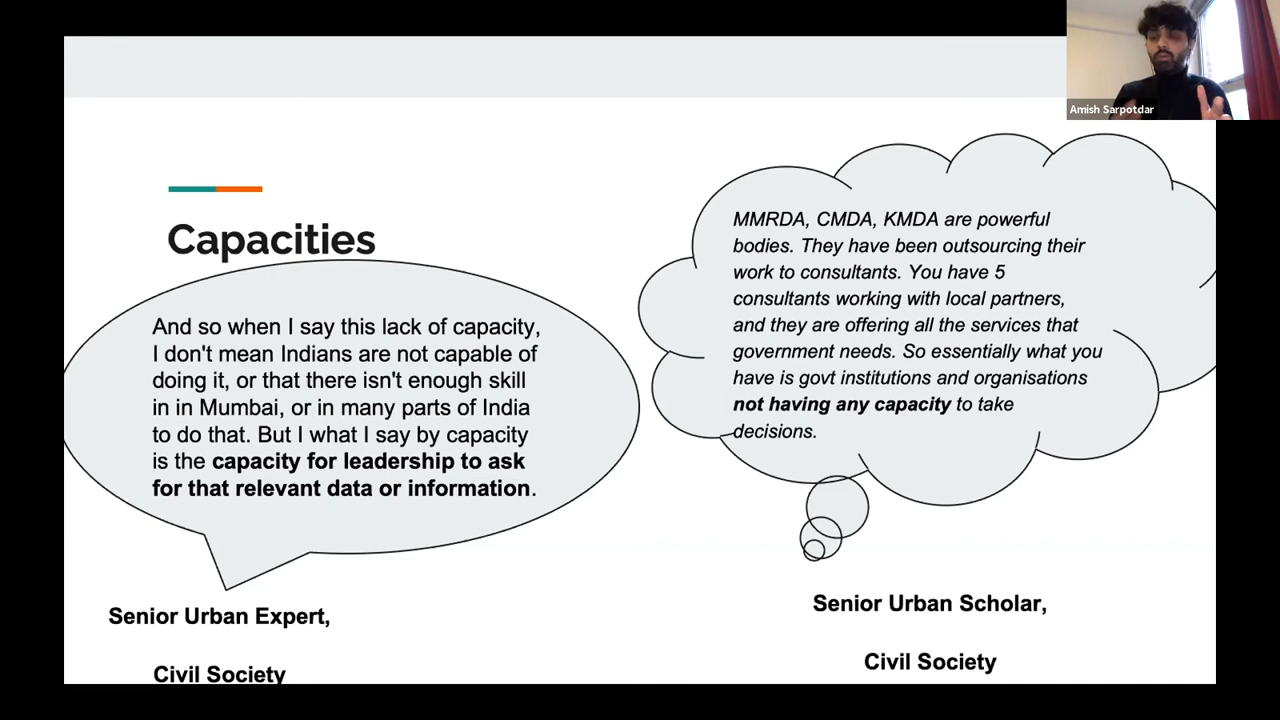 Amish Sarpotdar
Capacities
And so when I say this lack of capacity,
I don't mean Indians are not capable of
doing it, or that there isn't enough skill
in in Mumbai, or in many parts of India
to do that. But I what I say by capacity
is the capacity for leadership to ask
for that relevant data or information.
Senior Urban Expert,
Civil Society
MMRDA, CMDA, KMDA are powerful
bodies. They have been outsourcing their
work to consultants. You have 5
consultants working with local partners,
and they are offering all the services that
government needs. So essentially what you
have is govt institutions and organisations
not having any capacity to take
decisions.
Senior Urban Scholar,
Civil Society